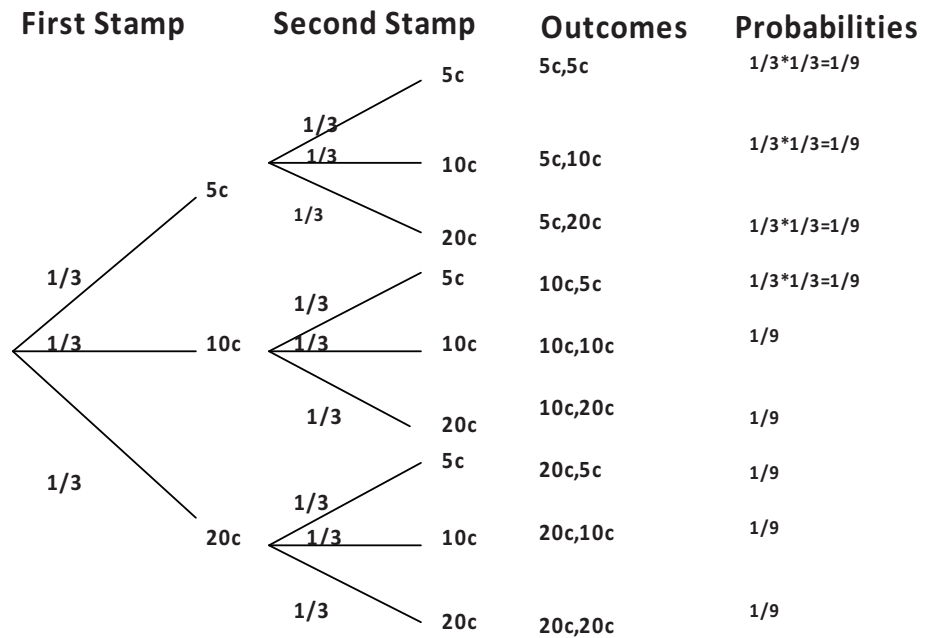 First Stamp Second Stamp Outcomes Probabilities
5c 5c,5c 1/3*1/3=1/9
1/3
1/3 10c 5c,10c 1/3*1/3=1/9
5c
1/3 20c 5c,20c 1/3*1/3=1/9
1/3 5c 10c,5c 1/3*1/3=1/9
1/3
1/3 10c 1/3 10c 10c,10c 1/9
1/3 20c 10c,20c 1/9
5c 20c,5c 1/9
1/3
1/3
20c 1/3 10c 20c,10c 1/9
1/3 20c 20c,20c 1/9